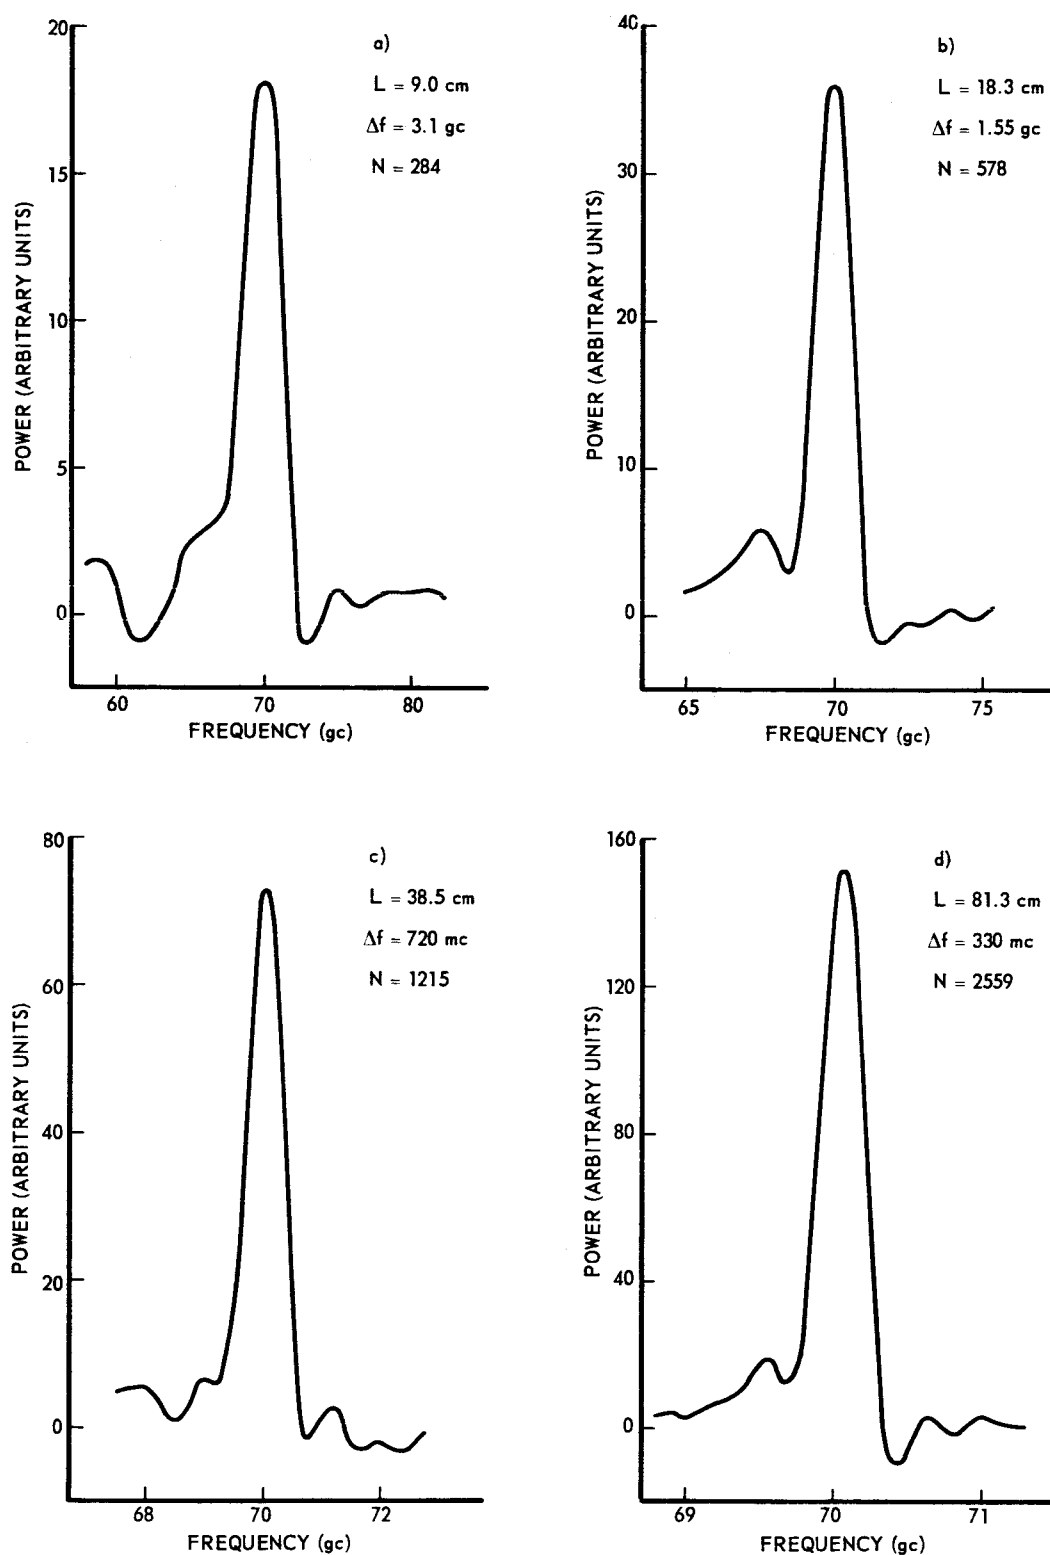 a)
L = 9.0 cm
Δf = 3.1 gc
N = 284
POWER (ARBITRARY UNITS)
20
15
10
5
0
60 70 80
FREQUENCY (gc)
b)
L = 18.3 cm
Δf = 1.55 gc
N = 578
POWER (ARBITRARY UNITS)
40
30
20
10
0
65 70 75
FREQUENCY (gc)
c)
L = 38.5 cm
Δf = 720 mc
N = 1215
POWER (ARBITRARY UNITS)
80
60
40
20
0
68 70 72
FREQUENCY (gc)
d)
L = 81.3 cm
Δf = 330 mc
N = 2559
POWER (ARBITRARY UNITS)
160
120
80
40
0
69 70 71
FREQUENCY (gc)